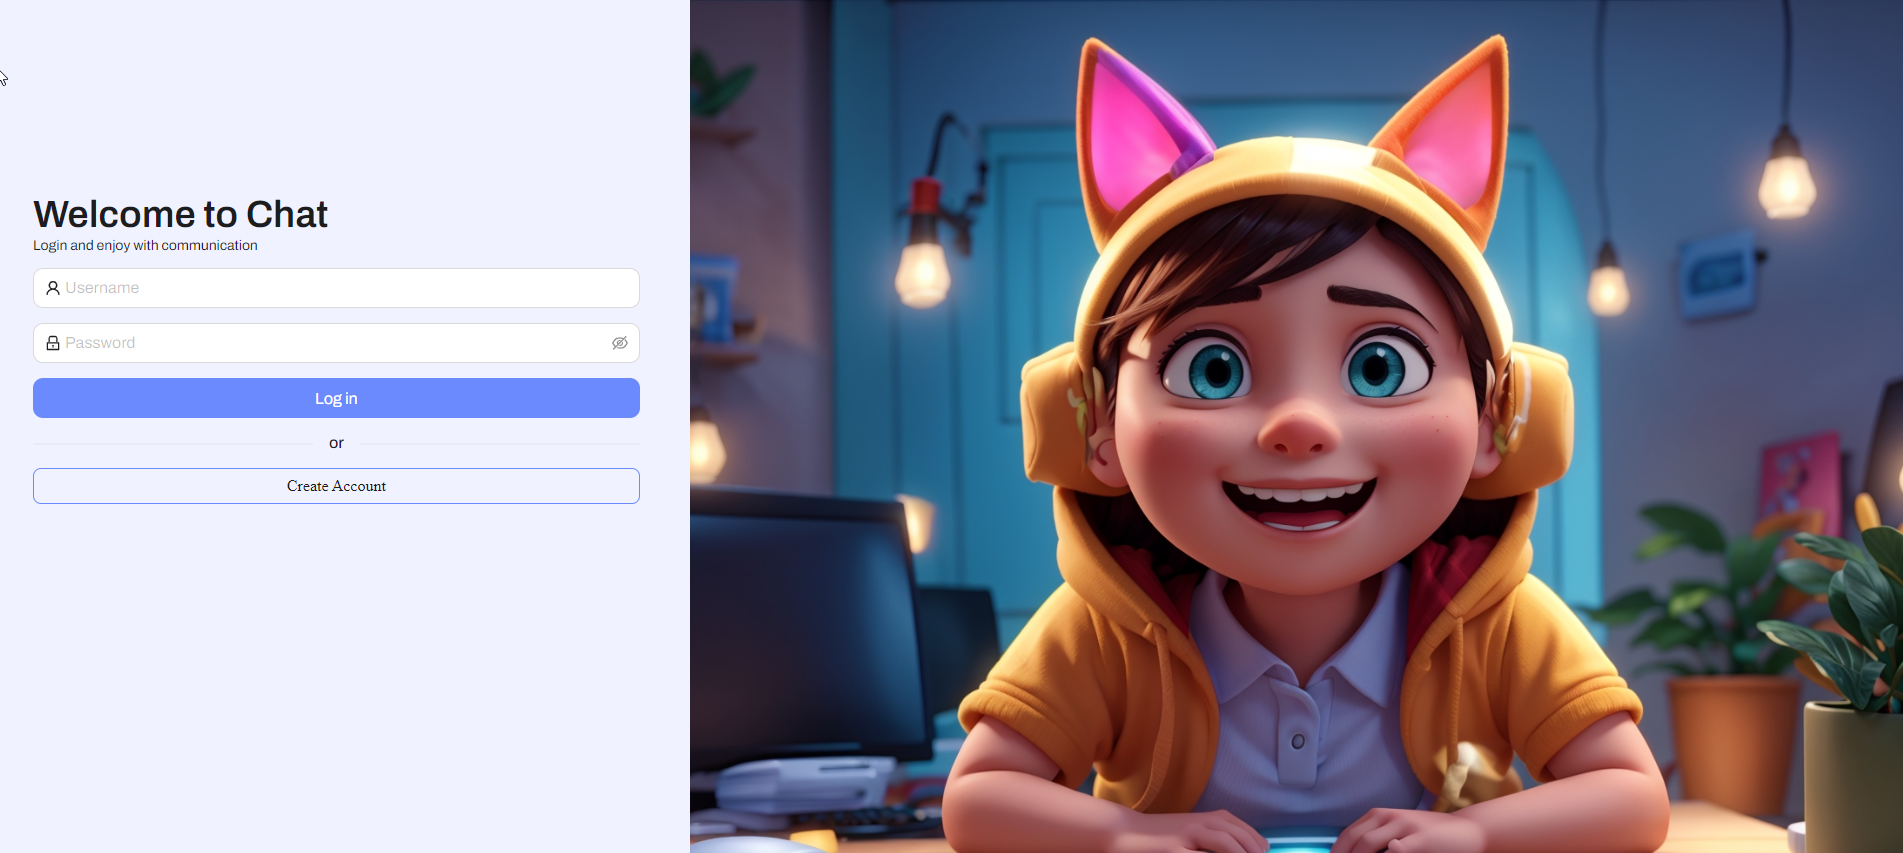 Welcome to Chat
Login and enjoy with communication
Username
Password
Log in
or
Create Account